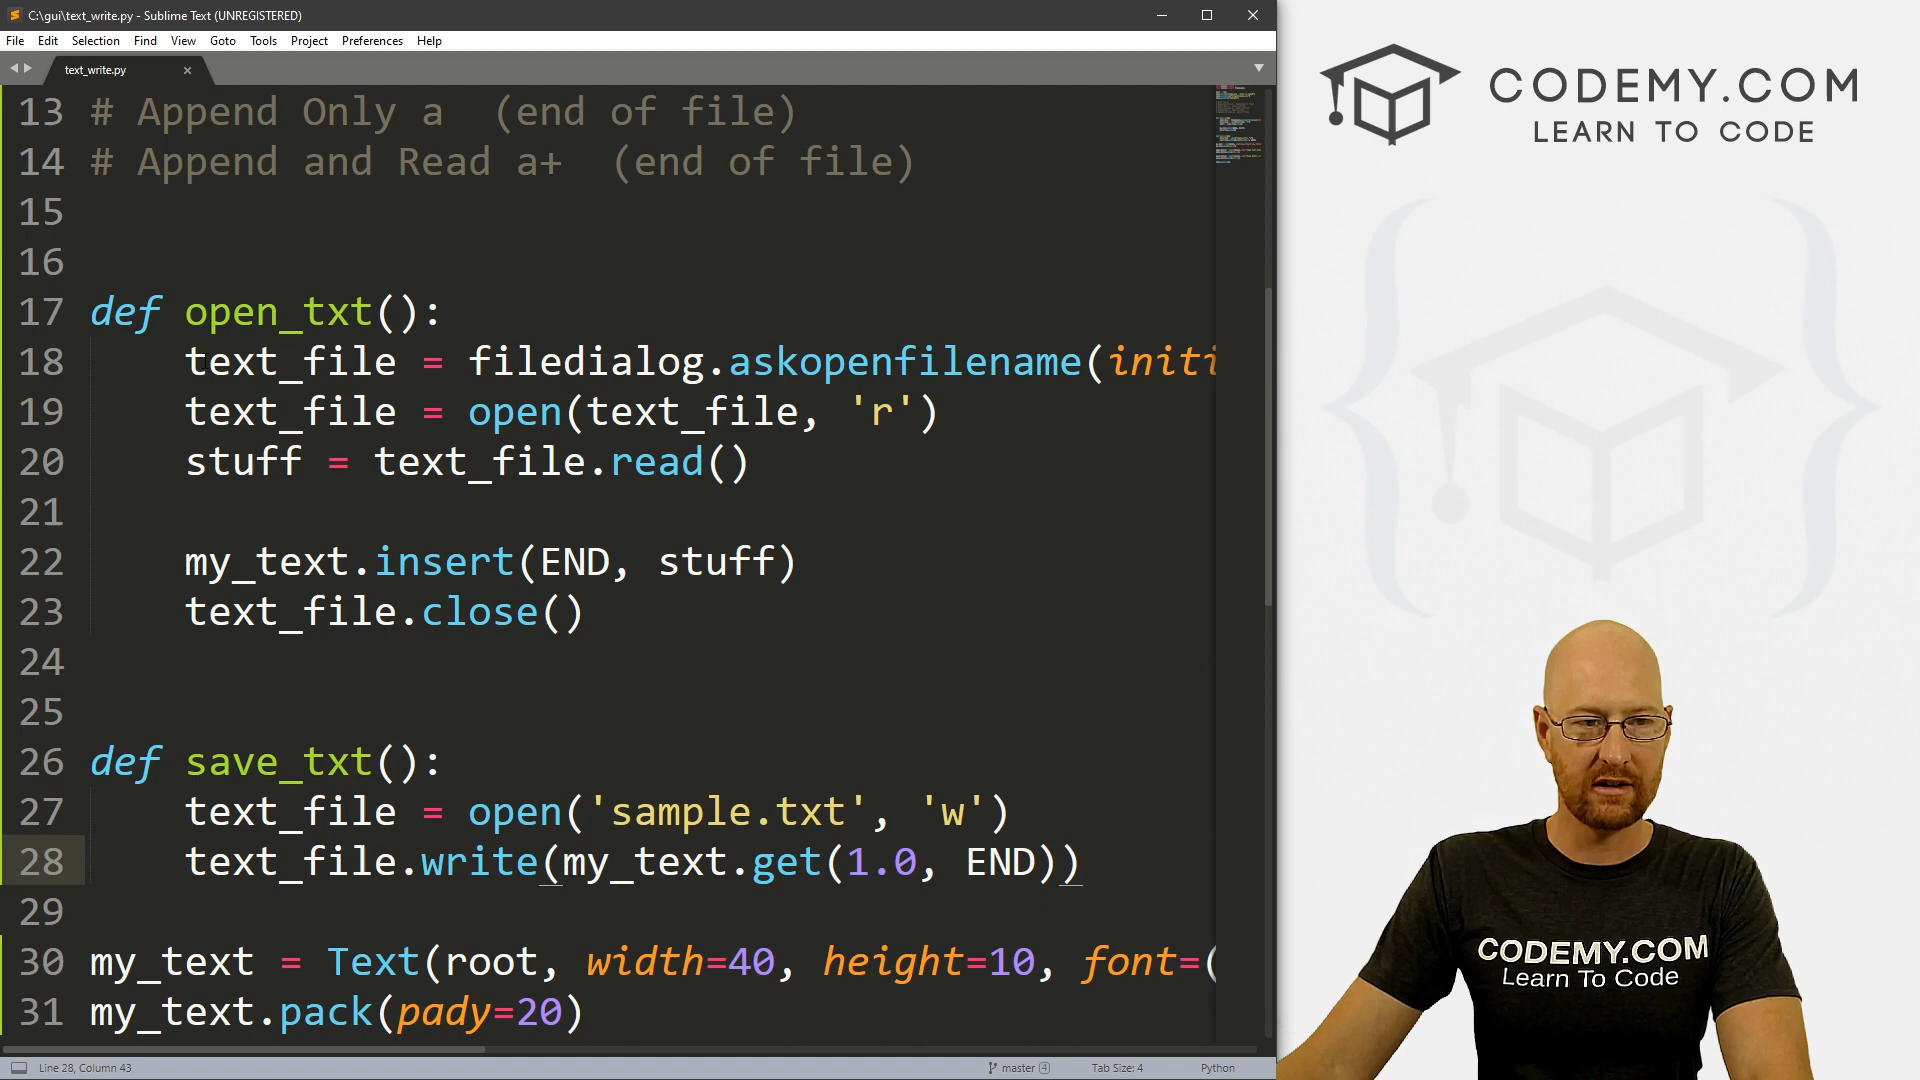 C:\gui\text_write.py - Sublime Text (UNREGISTERED)
File Edit Selection Find View Goto Tools Project Preferences Help
text_write.py
13 # Append Only a  (end of file)
14 # Append and Read a+  (end of file)
15
16
17 def open_txt():
18     text_file = filedialog.askopenfilename(initi
19     text_file = open(text_file, 'r')
20     stuff = text_file.read()
21
22     my_text.insert(END, stuff)
23     text_file.close()
24
25
26 def save_txt():
27     text_file = open('sample.txt', 'w')
28     text_file.write(my_text.get(1.0, END))
29
30 my_text = Text(root, width=40, height=10, font=(
31 my_text.pack(pady=20)
Line 28, Column 43
master 4
Tab Size: 4
Python
CODEMY.COM
LEARN TO CODE
CODEMY.COM
Learn To Code